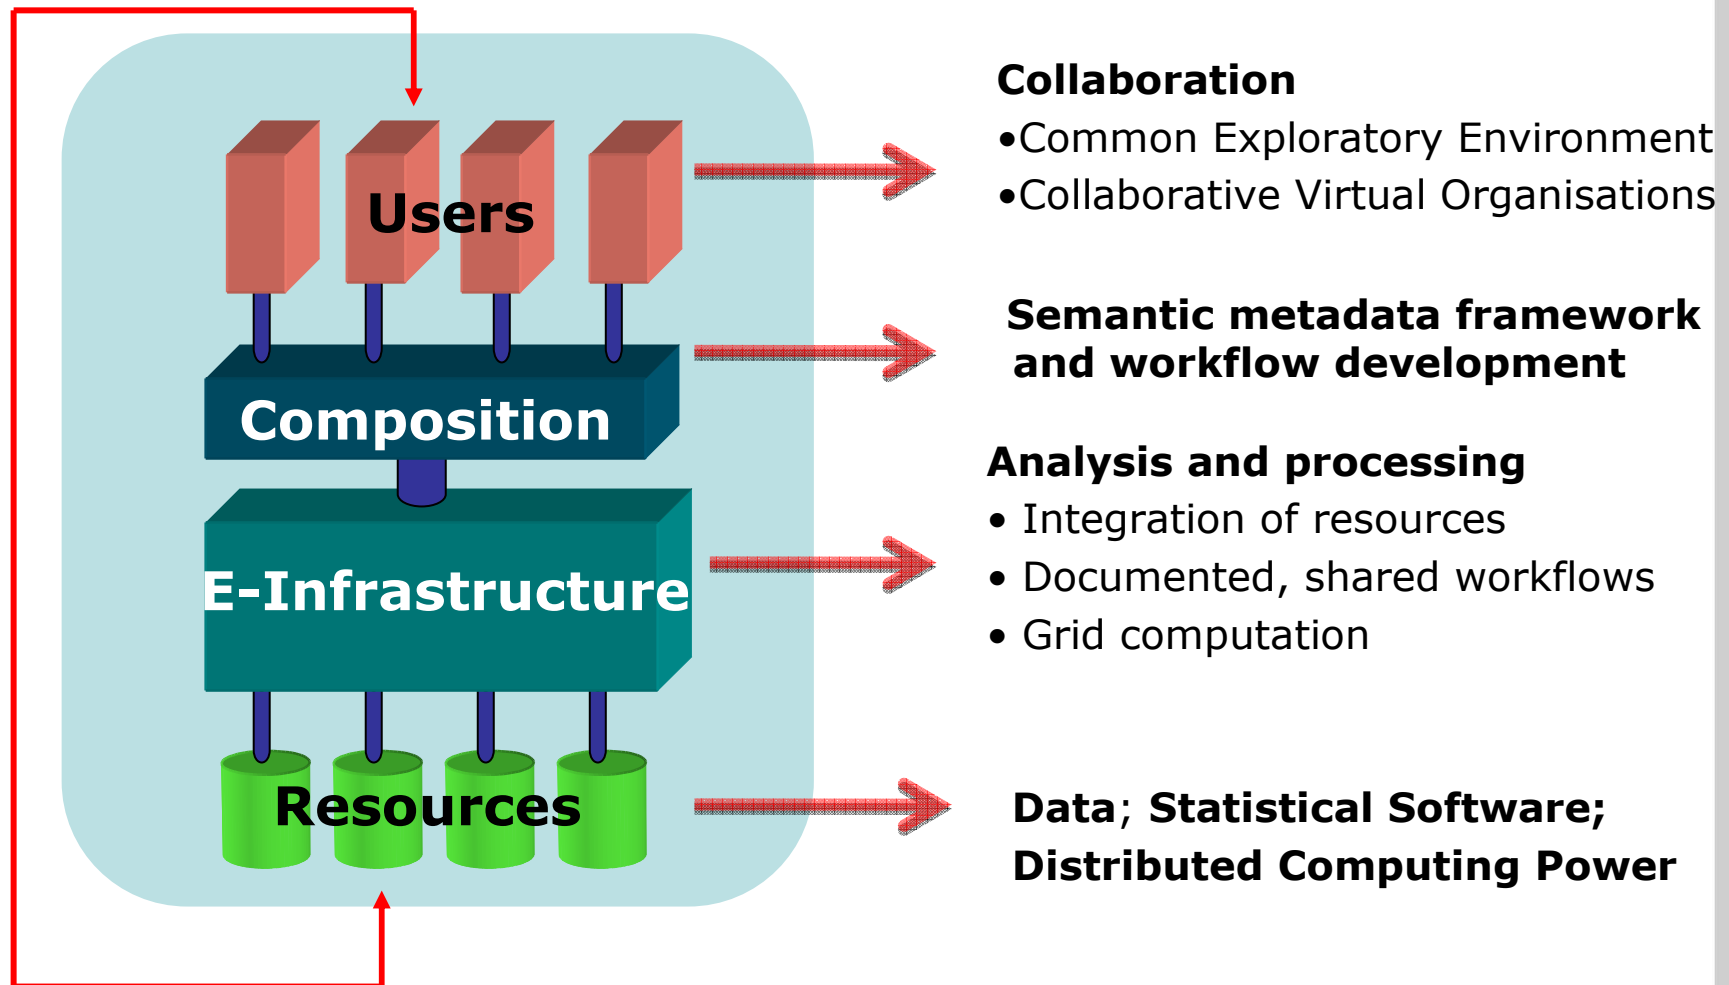 Users
Composition
E-Infrastructure
Resources
Collaboration
•Common Exploratory Environment
•Collaborative Virtual Organisations
Semantic metadata framework
and workflow development
Analysis and processing
• Integration of resources
• Documented, shared workflows
• Grid computation
Data; Statistical Software;
Distributed Computing Power